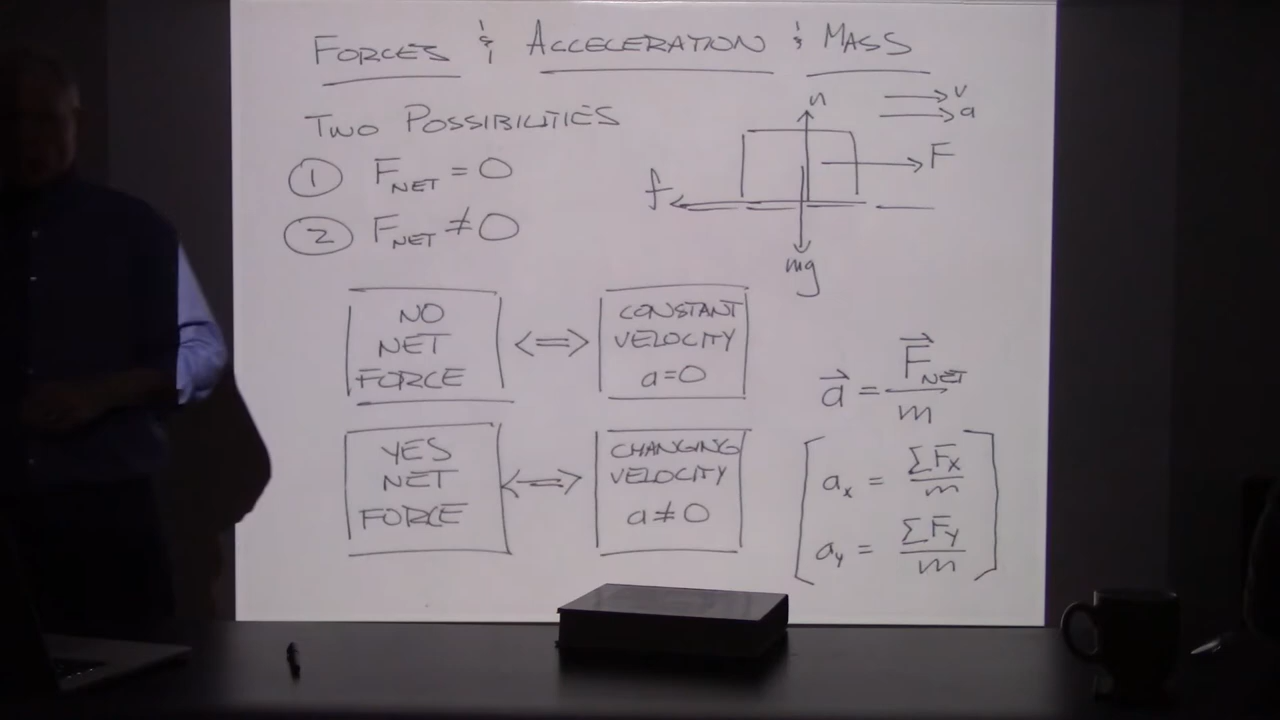 FORCES & ACCELERATION & MASS
TWO POSSIBILITIES
① F_NET = 0
② F_NET ≠ 0
n
v
a
F
f
mg
NO
NET
FORCE
<=>
CONSTANT
VELOCITY
a=0
YES
NET
FORCE
<=>
CHANGING
VELOCITY
a≠0
a⃗ = F⃗_NET / m
a_x = ΣF_x / m
a_y = ΣF_y / m